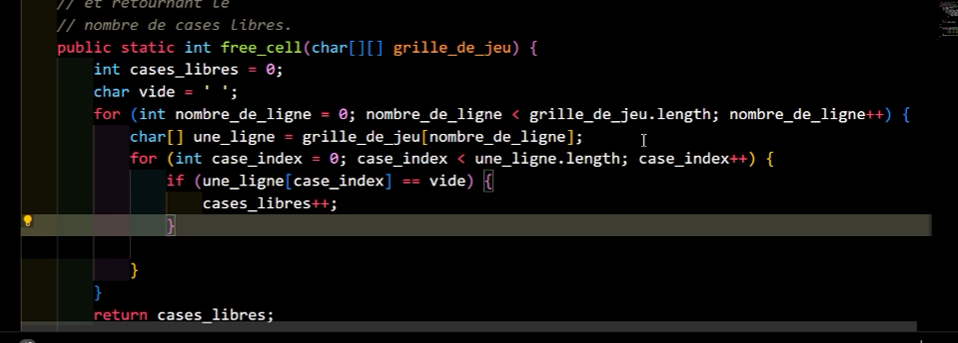 // et retournant le
// nombre de cases libres.
public static int free_cell(char[][] grille_de_jeu) {
int cases_libres = 0;
char vide = ' ';
for (int nombre_de_ligne = 0; nombre_de_ligne < grille_de_jeu.length; nombre_de_ligne++) {
char[] une_ligne = grille_de_jeu[nombre_de_ligne];
for (int case_index = 0; case_index < une_ligne.length; case_index++) {
if (une_ligne[case_index] == vide) {
cases_libres++;
}
}
}
return cases_libres;